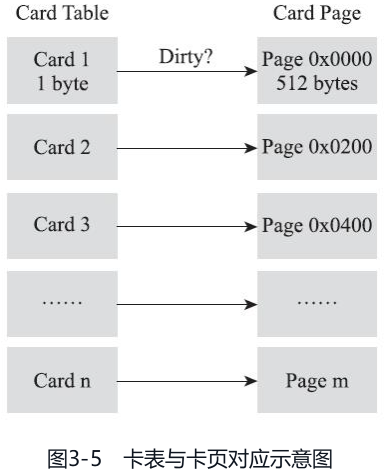 Card Table
Card Page
Card 1
1 byte
Dirty?
Page 0x0000
512 bytes
Card 2
Page 0x0200
Card 3
Page 0x0400
……
……
Card n
Page m
图3-5 卡表与卡页对应示意图